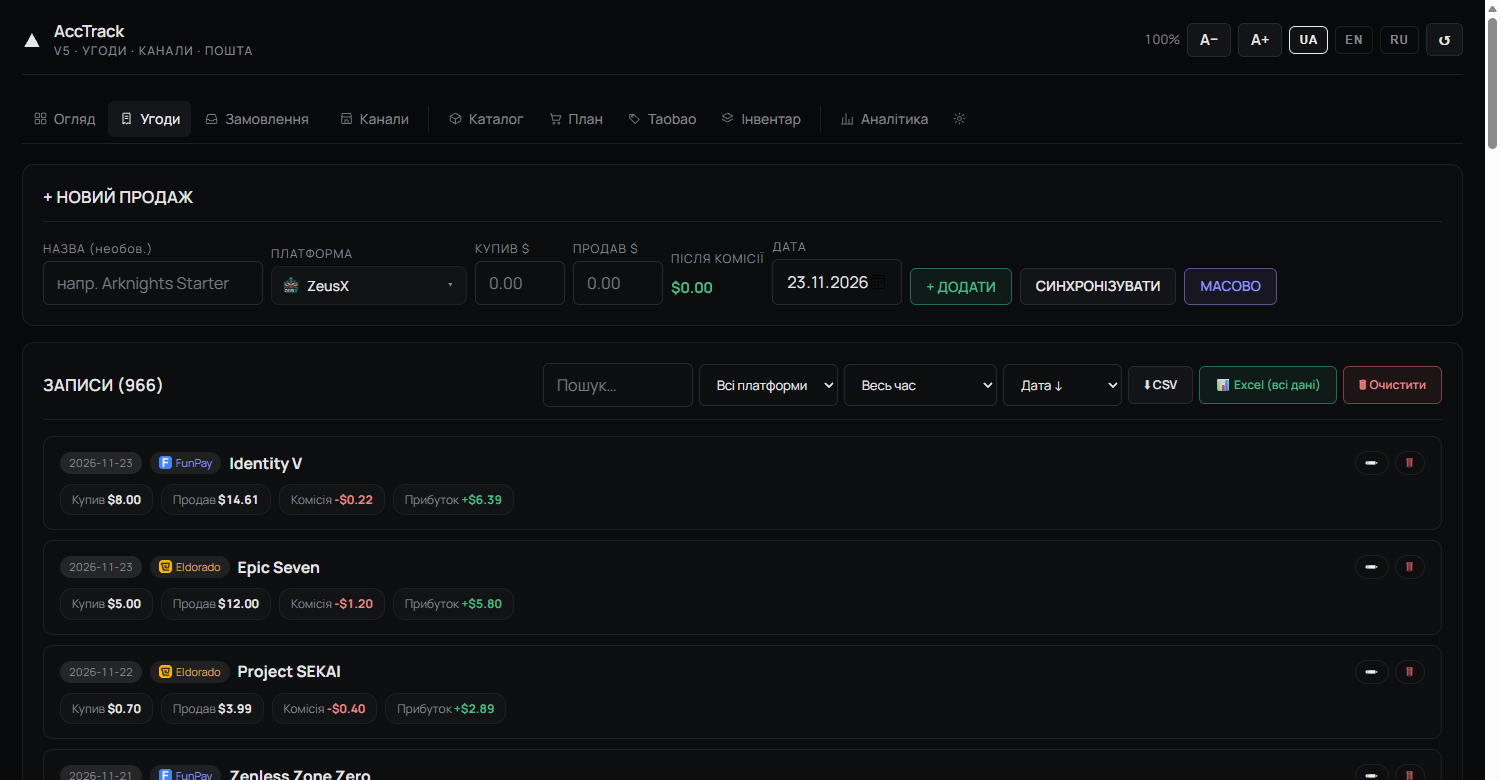 AccTrack
V5 · УГОДИ · КАНАЛИ · ПОШТА
100% A− A+ UA EN RU ↺
Огляд Угоди Замовлення Канали Каталог План Taobao Інвентар Аналітика
+ НОВИЙ ПРОДАЖ
НАЗВА (необов.) ПЛАТФОРМА КУПИВ $ ПРОДАВ $ ПІСЛЯ КОМІСІЇ ДАТА
напр. Arknights Starter ZeusX 0.00 0.00 $0.00 23.11.2026 + ДОДАТИ СИНХРОНІЗУВАТИ МАСОВО
ЗАПИСИ (966) Пошук... Всі платформи Весь час Дата ↓ ⬇CSV Excel (всі дані) Очистити
2026-11-23 FunPay Identity V
Купив $8.00 Продав $14.61 Комісія -$0.22 Прибуток +$6.39
2026-11-23 Eldorado Epic Seven
Купив $5.00 Продав $12.00 Комісія -$1.20 Прибуток +$5.80
2026-11-22 Eldorado Project SEKAI
Купив $0.70 Продав $3.99 Комісія -$0.40 Прибуток +$2.89
2026-11-21 FunPay Zenless Zone Zero